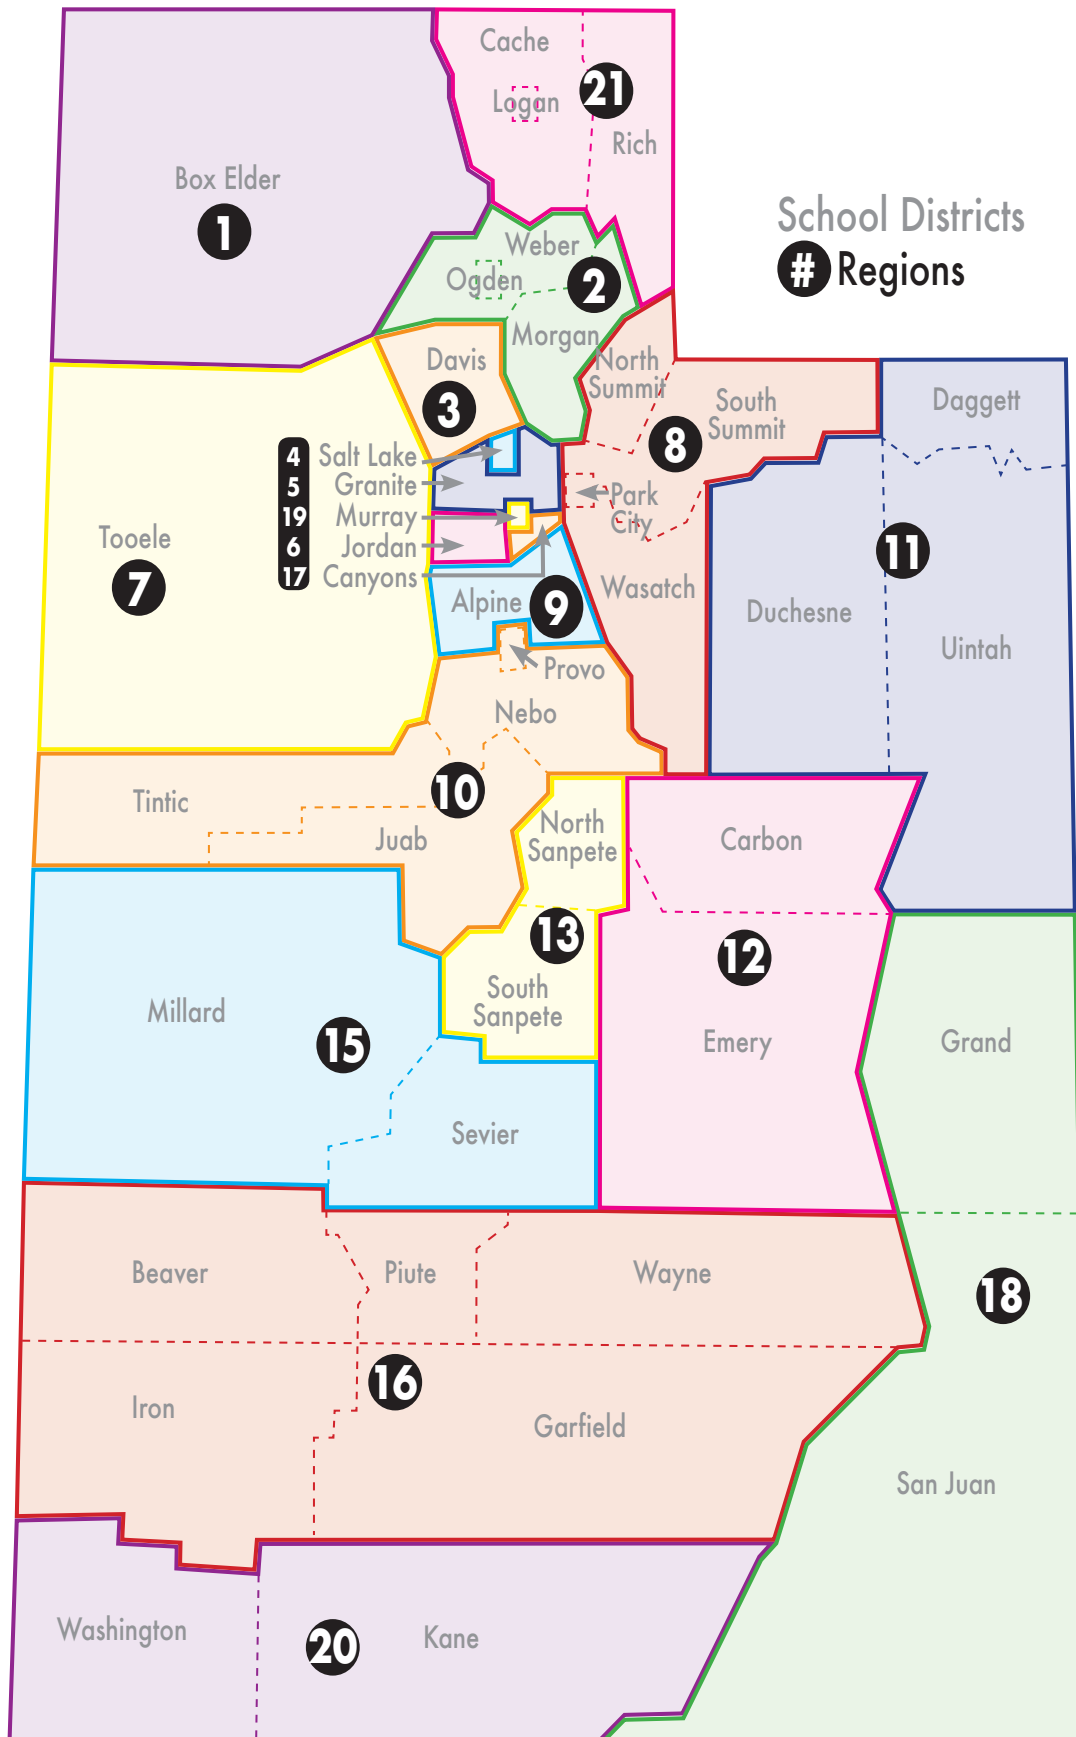 Cache
21
Logan
Rich
Box Elder
1
School Districts
# Regions
Weber
Ogden
2
Morgan
Davis
3
North
Summit
South
Summit
8
Daggett
4 Salt Lake
5 Granite
19 Murray
6 Jordan
17 Canyons
Park
City
Tooele
7
11
Wasatch
Alpine
9
Duchesne
Uintah
Provo
Nebo
10
Tintic
Juab
North
Sanpete
Carbon
13
12
South
Sanpete
Millard
15
Emery
Grand
Sevier
Beaver
Piute
Wayne
18
16
Iron
Garfield
San Juan
Washington
20
Kane